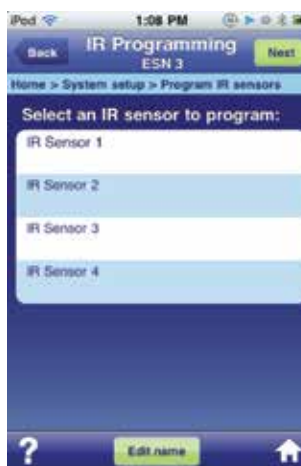 iPod 1:08 PM
Back IR Programming Next
ESN 3
Home > System setup > Program IR sensors
Select an IR sensor to program:
IR Sensor 1
IR Sensor 2
IR Sensor 3
IR Sensor 4
? Edit name